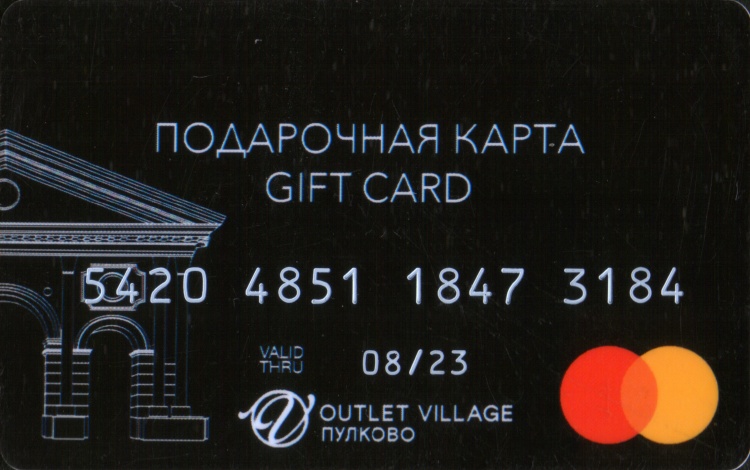 ПОДАРОЧНАЯ КАРТА
GIFT CARD
5420 4851 1847 3184
VALID
THRU
08/23
OUTLET VILLAGE
ПУЛКОВО